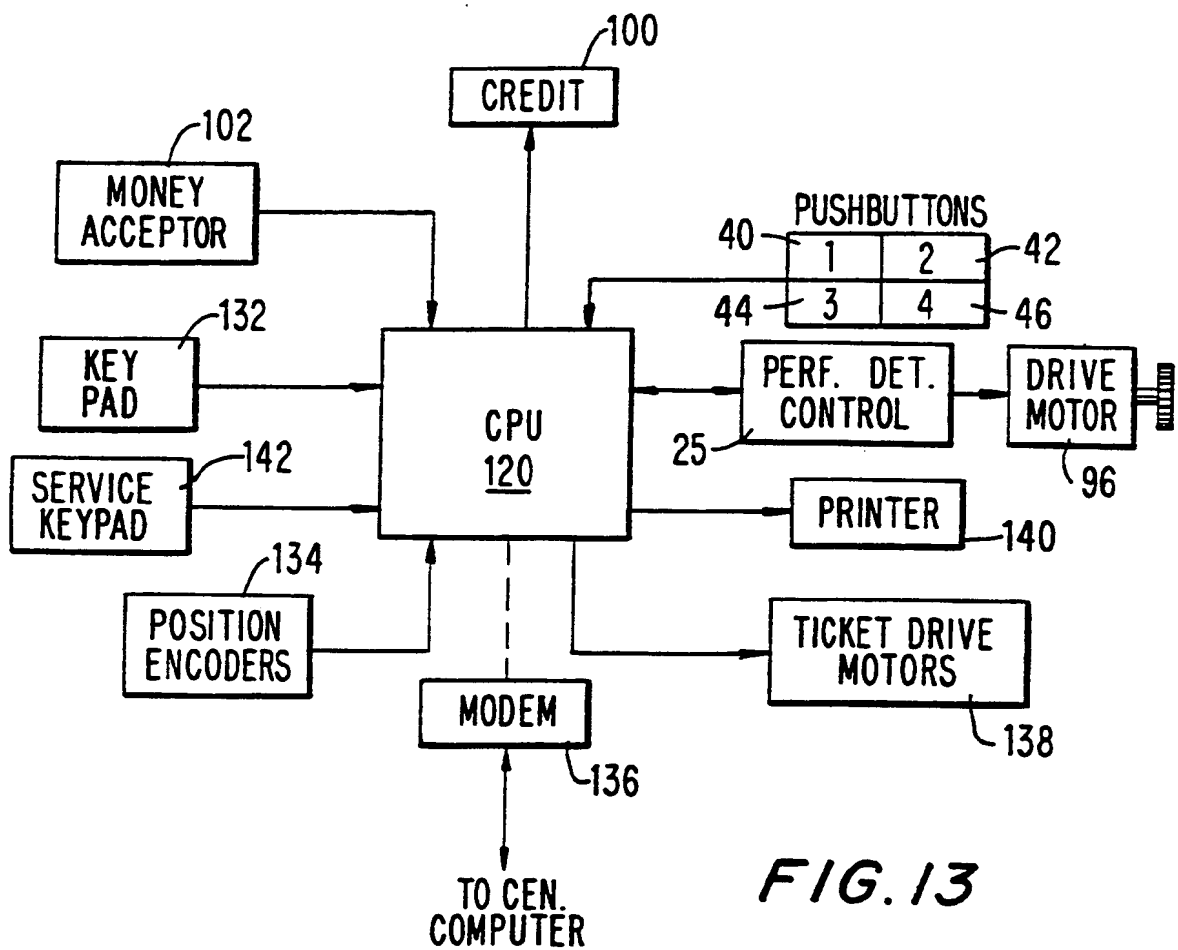 100
CREDIT
102
MONEY
ACCEPTOR
PUSHBUTTONS
40
1
2
42
44
3
4
46
132
KEY
PAD
CPU
120
PERF. DET.
CONTROL
25
DRIVE
MOTOR
96
142
SERVICE
KEYPAD
PRINTER
140
134
POSITION
ENCODERS
TICKET DRIVE
MOTORS
138
MODEM
136
TO CEN.
COMPUTER
FIG. 13